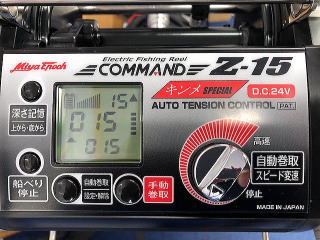 Miya Epoch
Electric Fishing Reel
COMMAND Z-15
キンメ SPECIAL
D.C.24V
AUTO TENSION CONTROL PAT.
深さ記憶
上から・底から
15
015
015
高速
自動巻取
スピード変速
停止
船べり
停止
自動巻取
設定・解除
手動
巻取
MADE IN JAPAN